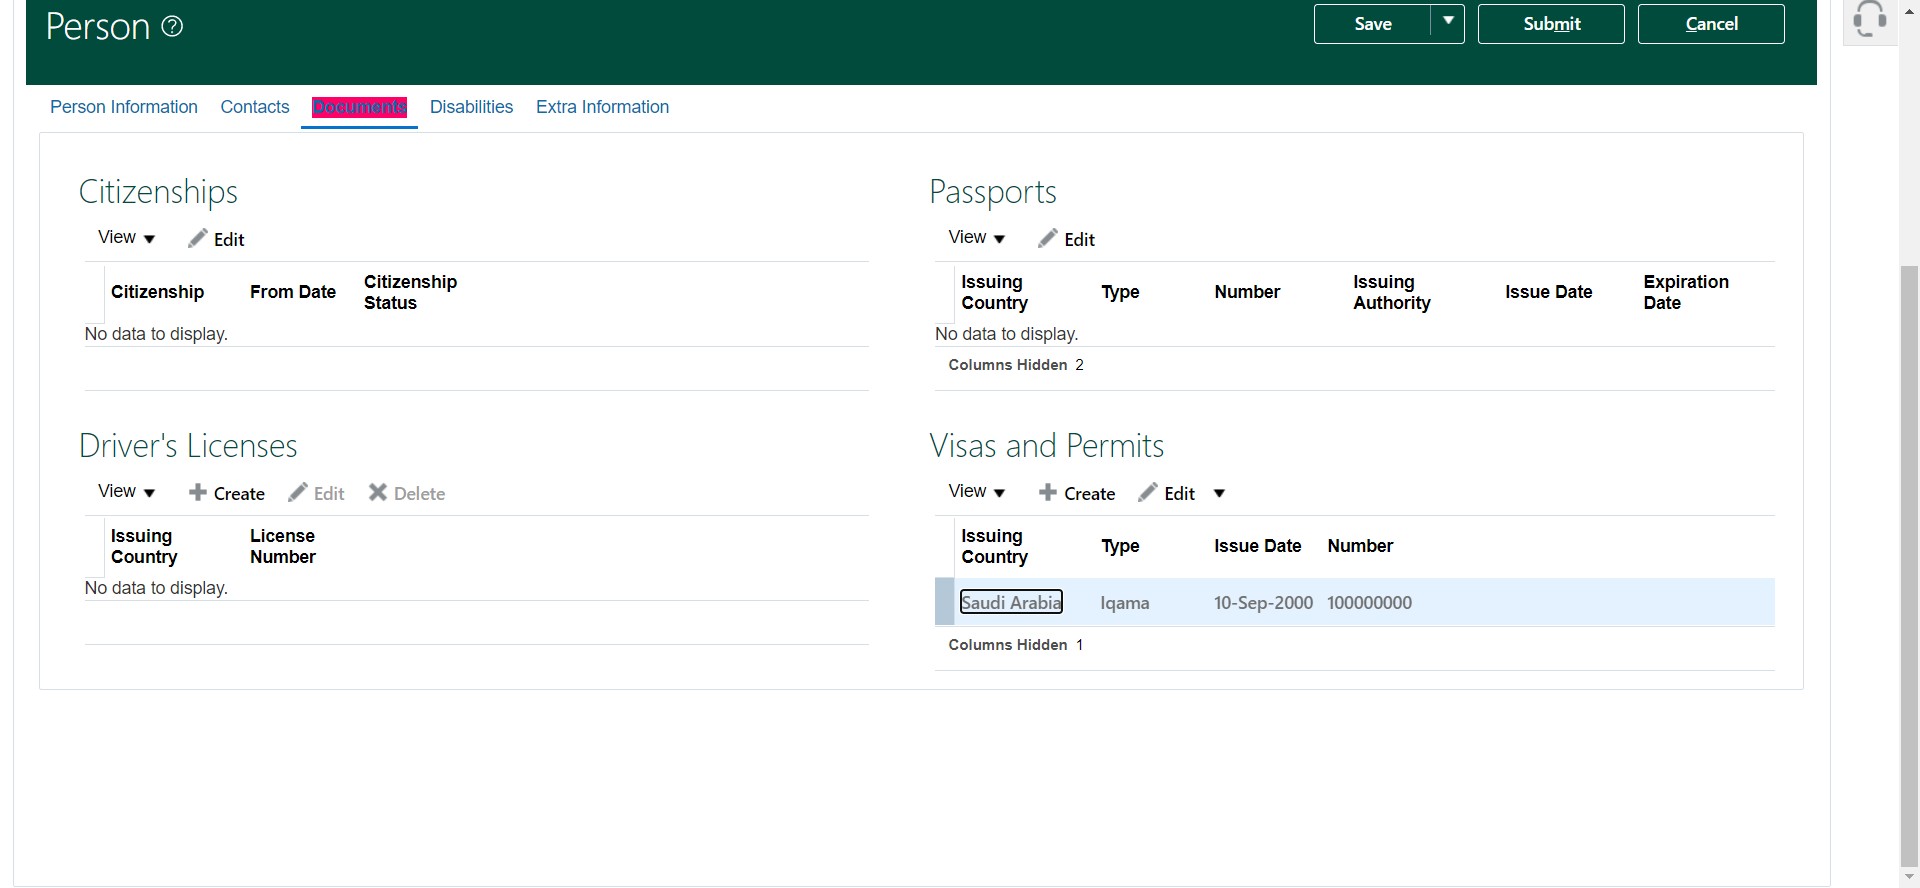 Person ?
Save Submit Cancel
Person Information Contacts Documents Disabilities Extra Information
Citizenships
View Edit
Citizenship From Date Citizenship Status
No data to display.
Passports
View Edit
Issuing Country Type Number Issuing Authority Issue Date Expiration Date
No data to display.
Columns Hidden 2
Driver's Licenses
View Create Edit Delete
Issuing Country License Number
No data to display.
Visas and Permits
View Create Edit
Issuing Country Type Issue Date Number
Saudi Arabia Iqama 10-Sep-2000 100000000
Columns Hidden 1